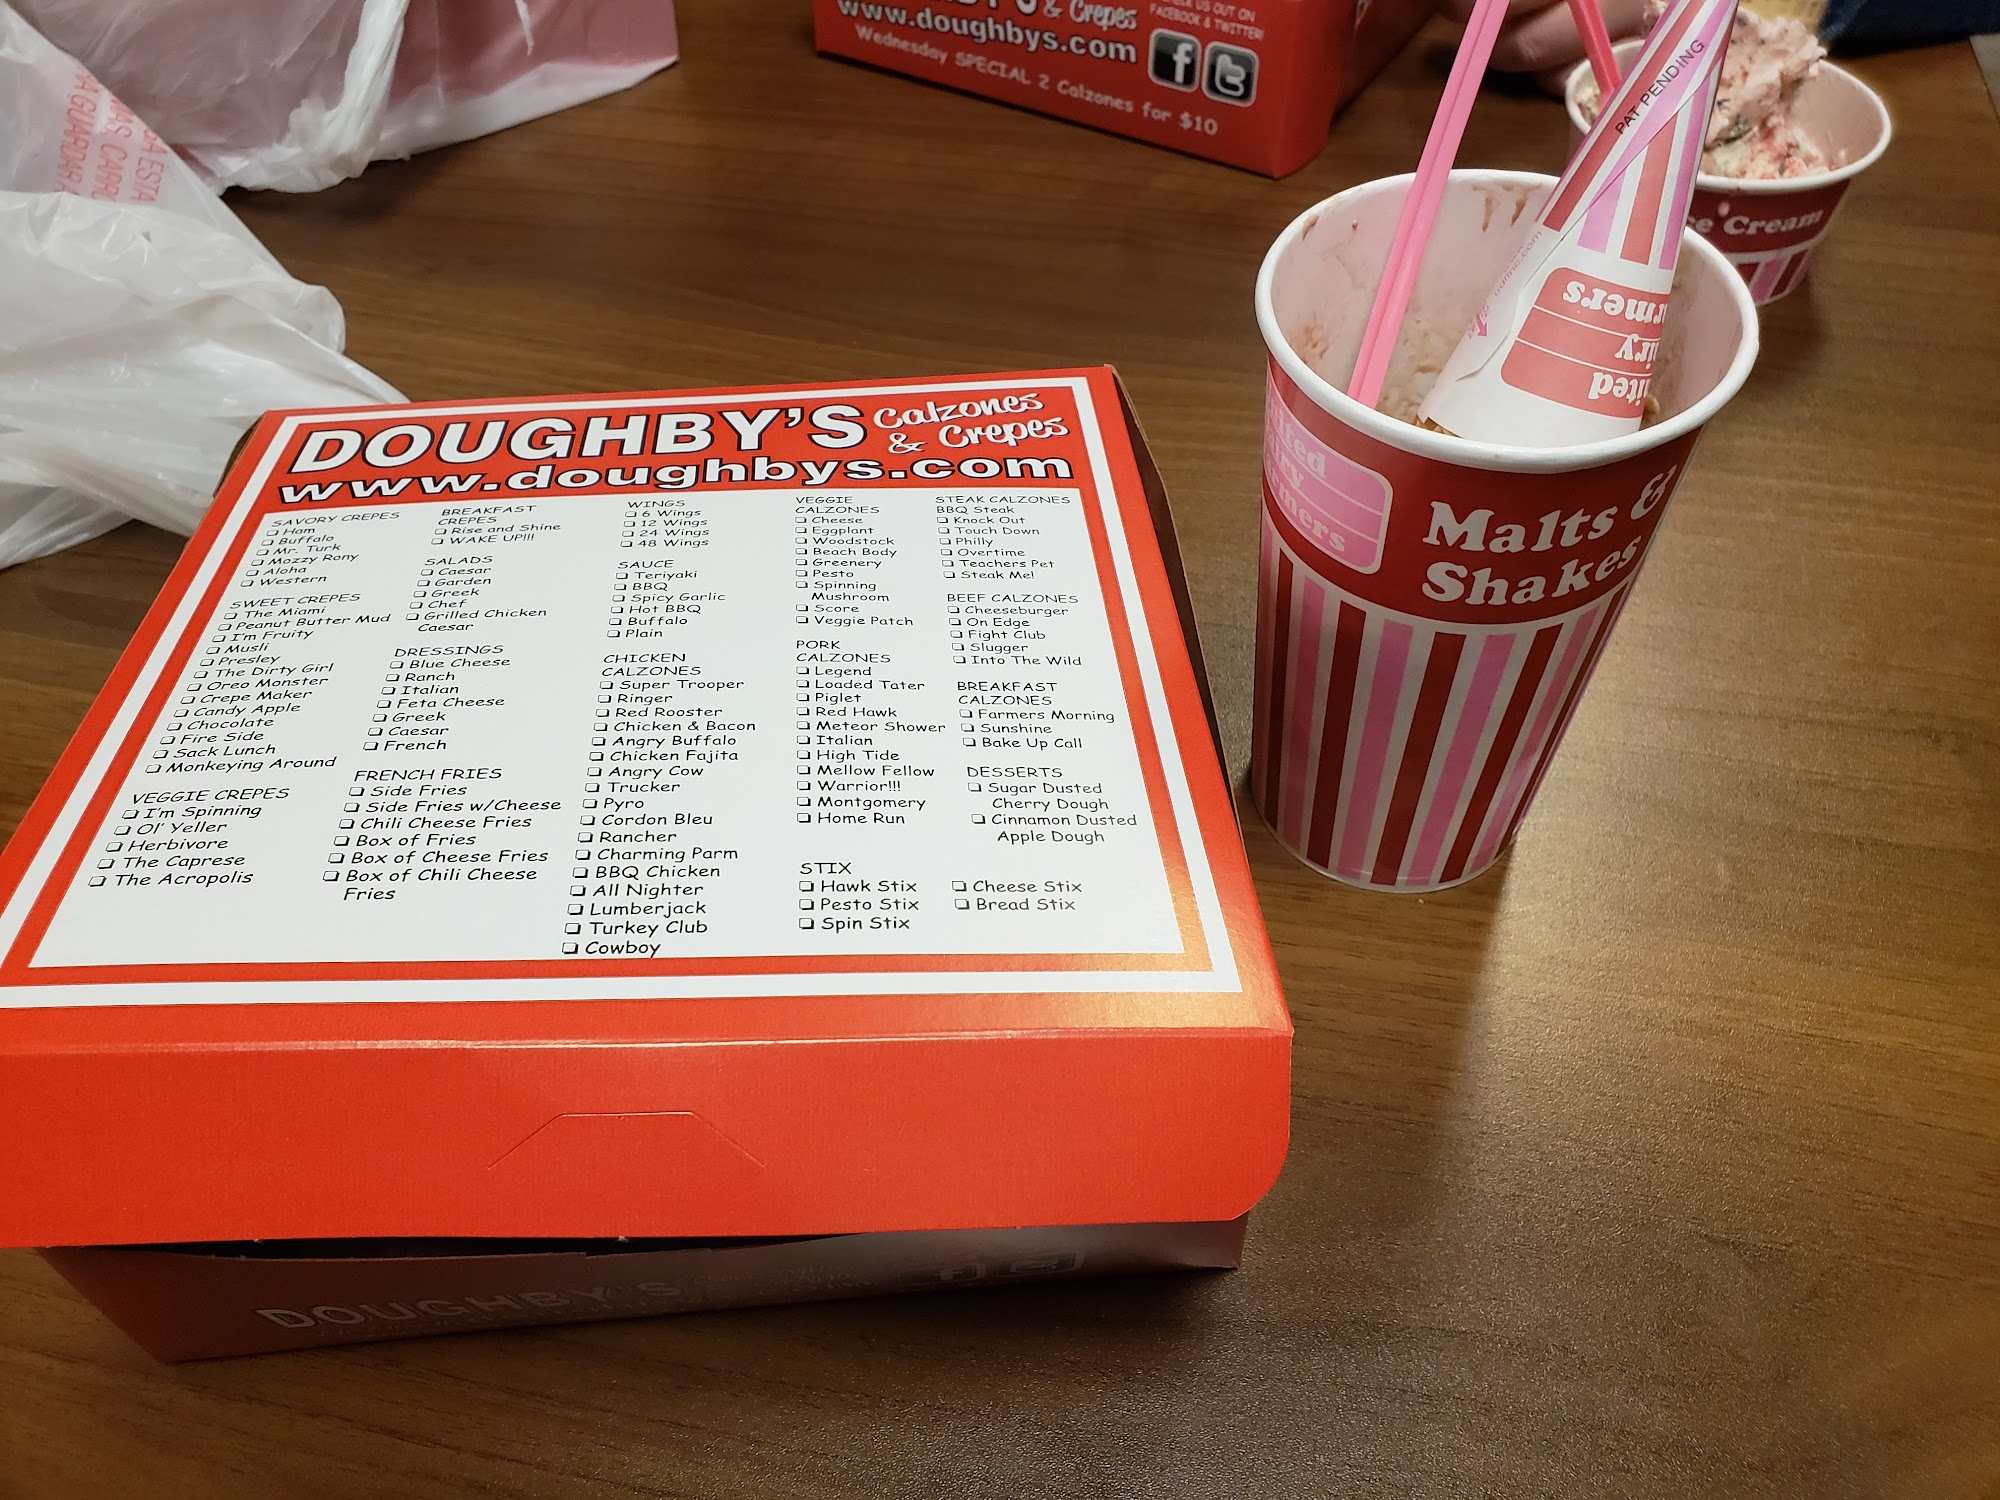 DOUGHBY'S Calzones
& Crepes
www.doughbys.com
SAVORY CREPES
Ham
Buffalo
Mr. Turk
Mozzy Rony
Aloha
Western
SWEET CREPES
The Miami
Peanut Butter Mud
I'm Fruity
Musli
Presley
The Dirty Girl
Oreo Monster
Crepe Maker
Candy Apple
Chocolate
Fire Side
Sack Lunch
Monkeying Around
VEGGIE CREPES
I'm Spinning
Ol' Yeller
Herbivore
The Caprese
The Acropolis
BREAKFAST
CREPES
Rise and Shine
WAKE UP!!!
SALADS
Caesar
Garden
Greek
Chef
Grilled Chicken
Caesar
DRESSINGS
Blue Cheese
Ranch
Italian
Feta Cheese
Greek
Caesar
French
FRENCH FRIES
Side Fries
Side Fries w/Cheese
Chili Cheese Fries
Box of Fries
Box of Cheese Fries
Box of Chili Cheese
Fries
WINGS
6 Wings
12 Wings
24 Wings
48 Wings
SAUCE
Teriyaki
BBQ
Spicy Garlic
Hot BBQ
Buffalo
Plain
CHICKEN
CALZONES
Super Trooper
Ringer
Red Rooster
Chicken & Bacon
Angry Buffalo
Chicken Fajita
Angry Cow
Trucker
Pyro
Cordon Bleu
Rancher
Charming Parm
BBQ Chicken
All Nighter
Lumberjack
Turkey Club
Cowboy
VEGGIE
CALZONES
Cheese
Eggplant
Woodstock
Beach Body
Greenery
Pesto
Spinning
Mushroom
Score
Veggie Patch
PORK
CALZONES
Legend
Loaded Tater
Piglet
Red Hawk
Meteor Shower
Italian
High Tide
Mellow Fellow
Warrior!!!
Montgomery
Home Run
STIX
Hawk Stix
Pesto Stix
Spin Stix
Cheese Stix
Bread Stix
STEAK CALZONES
BBQ Steak
Knock Out
Touch Down
Philly
Overtime
Teachers Pet
Steak Me!
BEEF CALZONES
Cheeseburger
On Edge
Fight Club
Slugger
Into The Wild
BREAKFAST
CALZONES
Farmers Morning
Sunshine
Bake Up Call
DESSERTS
Sugar Dusted
Cherry Dough
Cinnamon Dusted
Apple Dough
DOUGHBY'S
& Crepes
US OUT ON
FACEBOOK & TWITTER!
www.doughbys.com
Wednesday SPECIAL 2 Calzones for $10
Malts &
Shakes
PAT PENDING
Cream
ESTA
GUARDAR